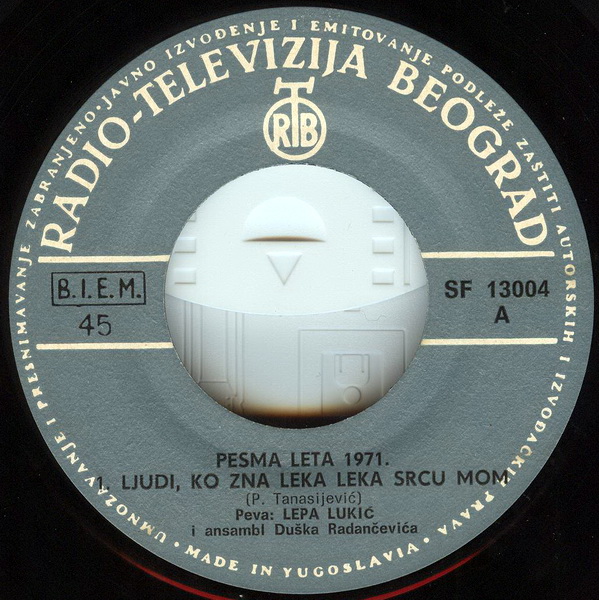 UMNOŽAVANJE I PRESNIMAVANJE ZABRANJENO • JAVNO IZVOĐENJE I EMITOVANJE PODLEŽE ZAŠTITI AUTORSKIH I IZVOĐAČKIH PRAVA •
RADIO-TELEVIZIJA BEOGRAD
RTB
B.I.E.M.
45
SF 13004
A
PESMA LETA 1971.
1. LJUDI, KO ZNA LEKA LEKA SRCU MOM
(P. Tanasijević)
Peva: LEPA LUKIĆ
i ansambl Duška Radančevića
• MADE IN YUGOSLAVIA •